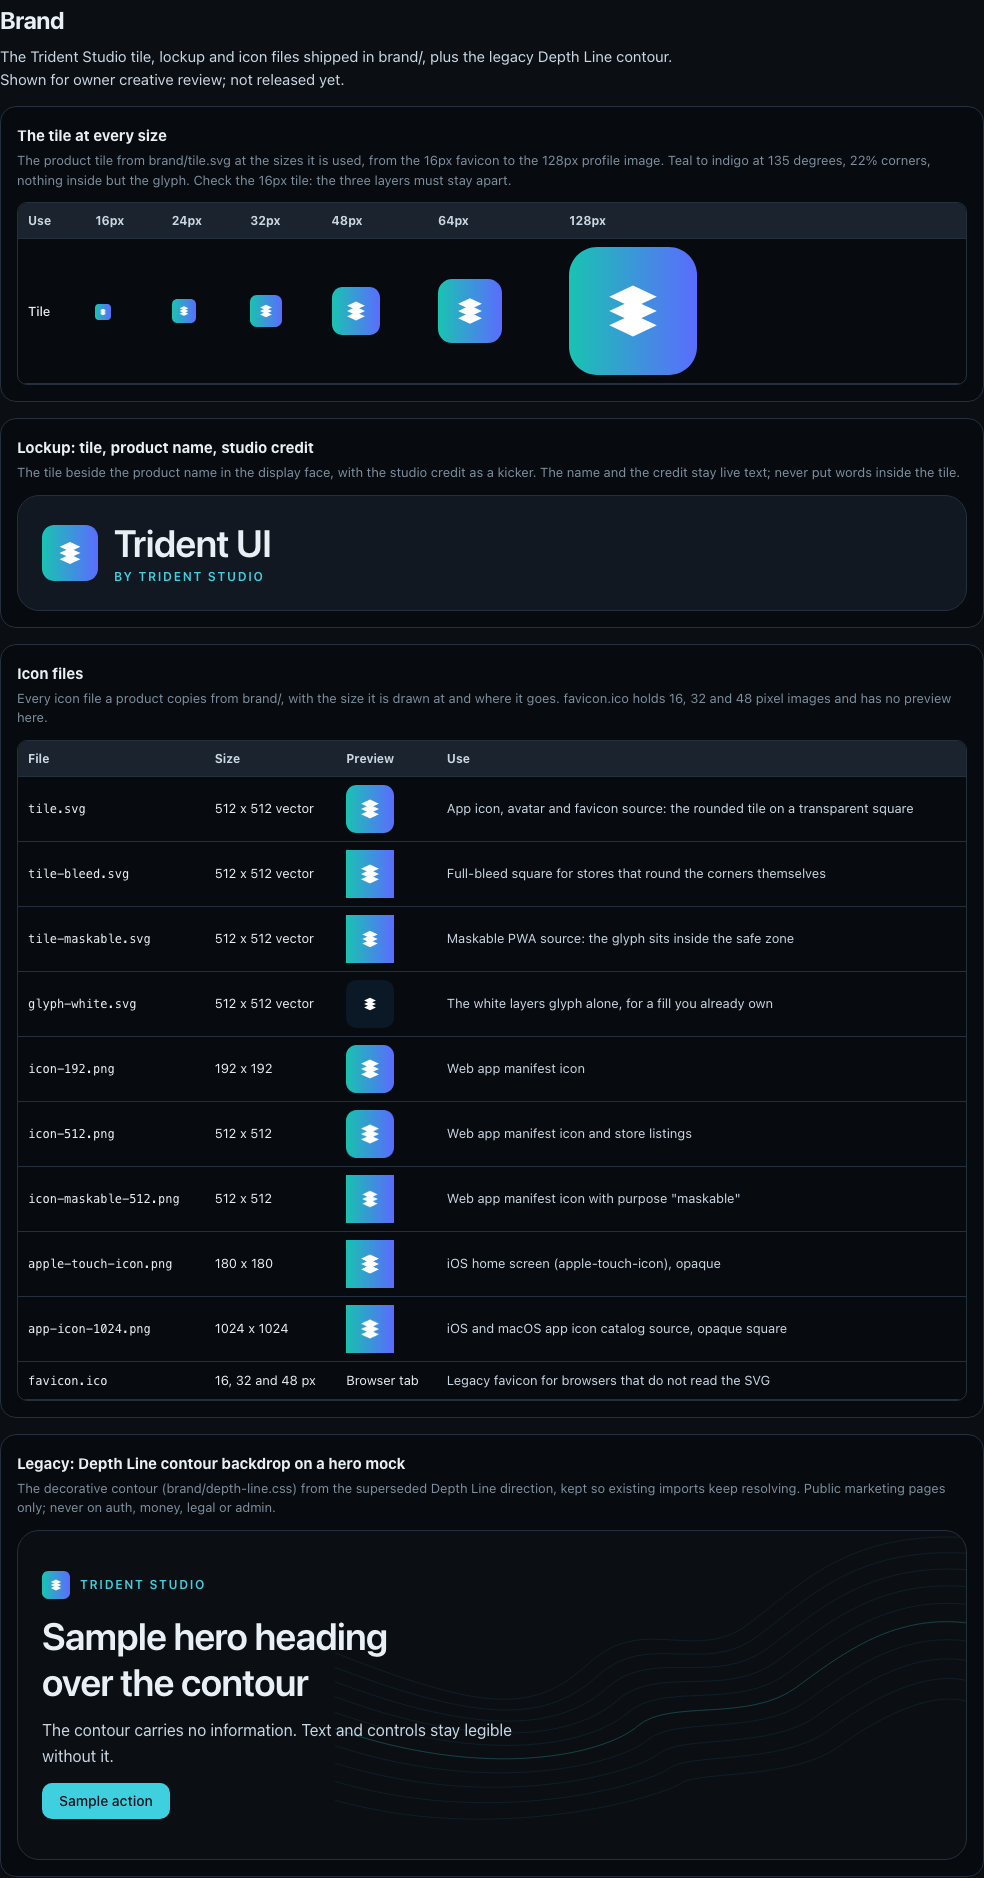 Brand
The Trident Studio tile, lockup and icon files shipped in brand/, plus the legacy Depth Line contour.
Shown for owner creative review; not released yet.
The tile at every size
The product tile from brand/tile.svg at the sizes it is used, from the 16px favicon to the 128px profile image. Teal to indigo at 135 degrees, 22% corners,
nothing inside but the glyph. Check the 16px tile: the three layers must stay apart.
Use 16px 24px 32px 48px 64px 128px
Tile
Lockup: tile, product name, studio credit
The tile beside the product name in the display face, with the studio credit as a kicker. The name and the credit stay live text; never put words inside the tile.
Trident UI
BY TRIDENT STUDIO
Icon files
Every icon file a product copies from brand/, with the size it is drawn at and where it goes. favicon.ico holds 16, 32 and 48 pixel images and has no preview
here.
File Size Preview Use
tile.svg 512 x 512 vector App icon, avatar and favicon source: the rounded tile on a transparent square
tile-bleed.svg 512 x 512 vector Full-bleed square for stores that round the corners themselves
tile-maskable.svg 512 x 512 vector Maskable PWA source: the glyph sits inside the safe zone
glyph-white.svg 512 x 512 vector The white layers glyph alone, for a fill you already own
icon-192.png 192 x 192 Web app manifest icon
icon-512.png 512 x 512 Web app manifest icon and store listings
icon-maskable-512.png 512 x 512 Web app manifest icon with purpose "maskable"
apple-touch-icon.png 180 x 180 iOS home screen (apple-touch-icon), opaque
app-icon-1024.png 1024 x 1024 iOS and macOS app icon catalog source, opaque square
favicon.ico 16, 32 and 48 px Browser tab Legacy favicon for browsers that do not read the SVG
Legacy: Depth Line contour backdrop on a hero mock
The decorative contour (brand/depth-line.css) from the superseded Depth Line direction, kept so existing imports keep resolving. Public marketing pages
only; never on auth, money, legal or admin.
TRIDENT STUDIO
Sample hero heading
over the contour
The contour carries no information. Text and controls stay legible
without it.
Sample action